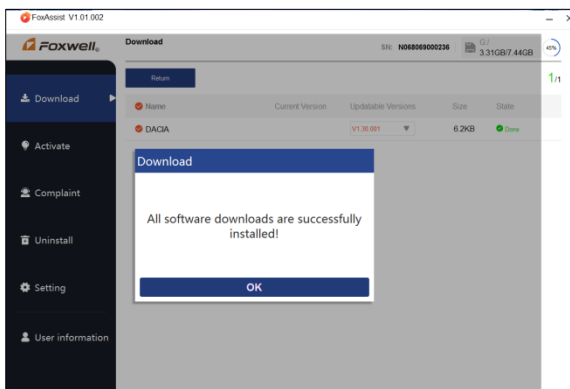 FoxAssist V1.01.002
FOXWELL®
Download
SN: N068069000236
G:/
3.31GB/7.44GB
45%
Return
1/1
Download
Name
Current Version
Updatable Versions
Size
State
DACIA
V1.30.001
6.2KB
Done
Activate
Complaint
Uninstall
Setting
User information
Download
All software downloads are successfully
installed!
OK